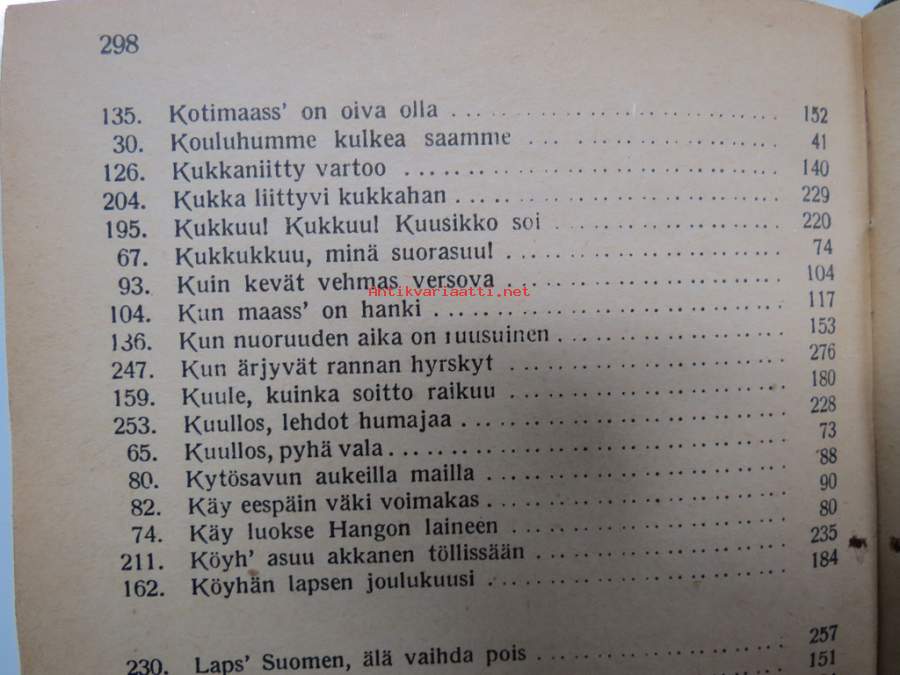 298
135. Kotimaass' on oiva olla . . . . . . . . . . 152
30. Kouluhumme kulkea saamme . . . . . . . . . . 41
126. Kukkaniitty vartoo . . . . . . . . . . 140
204. Kukka liittyvi kukkahan . . . . . . . . . . 229
195. Kukkuu! Kukkuu! Kuusikko soi . . . . . . . . . . 220
67. Kukkukkuu, minä suorasuu! . . . . . . . . . . 74
93. Kuin kevät vehmas versova . . . . . . . . . . 104
Antikvariaatti.net
104. Kun maass' on hanki . . . . . . . . . . 117
136. Kun nuoruuden aika on ruusuinen . . . . . . . . . . 153
247. Kun ärjyvät rannan hyrskyt . . . . . . . . . . 276
159. Kuule, kuinka soitto raikuu . . . . . . . . . . 180
253. Kuullos, lehdot humajaa . . . . . . . . . . 228
65. Kuullos, pyhä vala . . . . . . . . . . 73
80. Kytösavun aukeilla mailla . . . . . . . . . . 88
82. Käy eespäin väki voimakas . . . . . . . . . . 90
74. Käy luokse Hangon laineen . . . . . . . . . . 80
211. Köyh' asuu akkanen töllissään . . . . . . . . . . 235
162. Köyhän lapsen joulukuusi . . . . . . . . . . 184
230. Laps' Suomen, älä vaihda pois . . . . . . . . . . 257
151